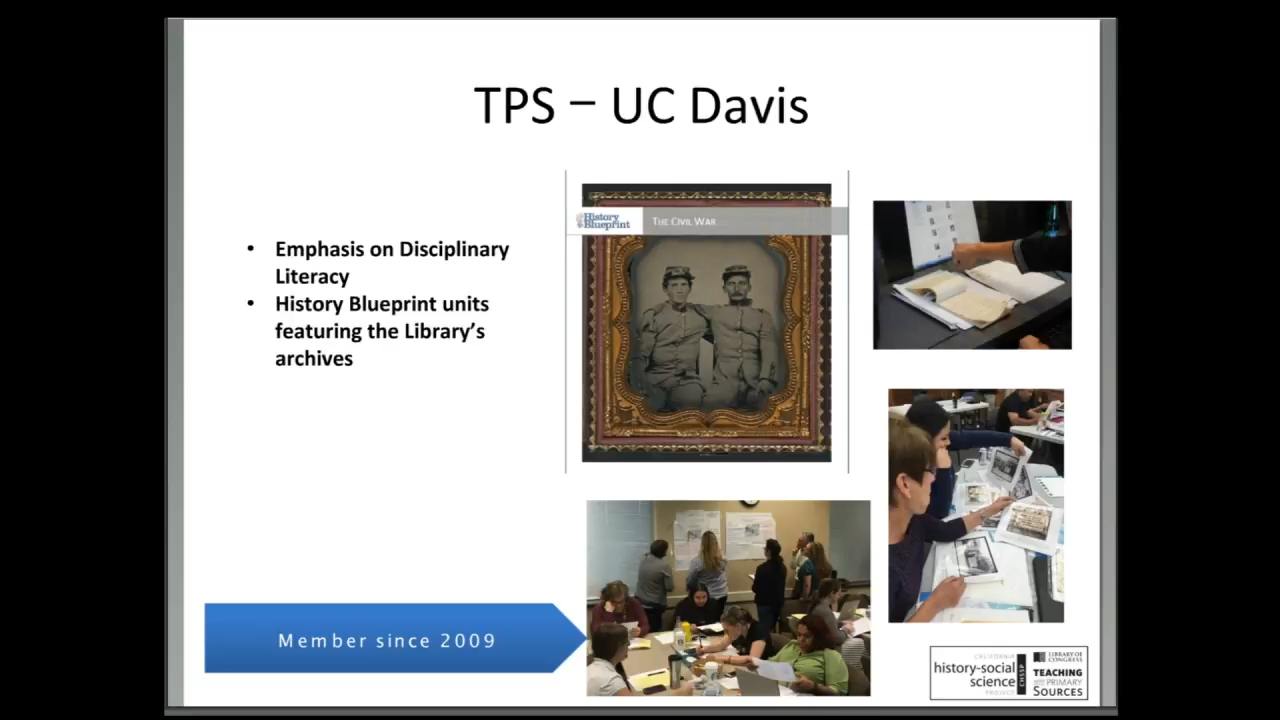 TPS – UC Davis
• Emphasis on Disciplinary
Literacy
• History Blueprint units
featuring the Library’s
archives
History
Blueprint
THE CIVIL WAR
Member since 2009
CALIFORNIA
history-social
science
PROJECT
CHSSP
LIBRARY OF
CONGRESS
TEACHING
WITH PRIMARY
SOURCES